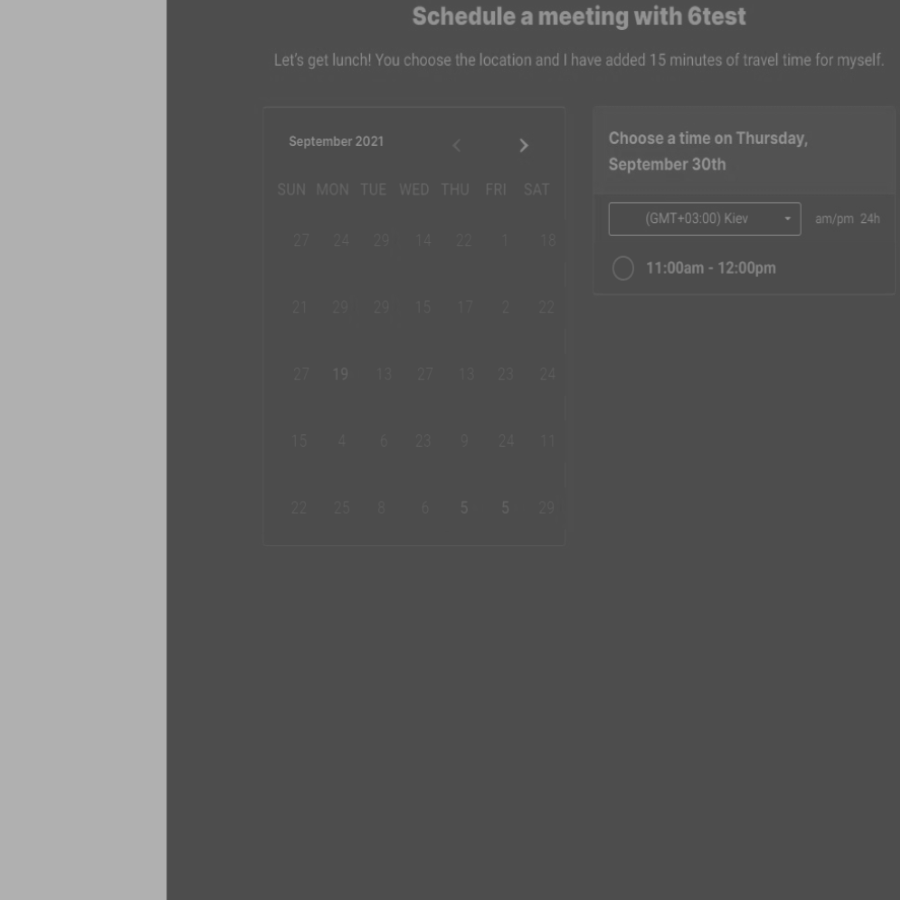 Schedule a meeting with 6test
Let's get lunch! You choose the location and I have added 15 minutes of travel time for myself.
September 2021
SUN MON TUE WED THU FRI SAT
27 24 29 14 22 1 18
21 29 29 15 17 2 22
27 19 13 27 13 23 24
15 4 6 23 9 24 11
22 25 8 6 5 5 29
Choose a time on Thursday,
September 30th
(GMT+03:00) Kiev am/pm 24h
11:00am - 12:00pm